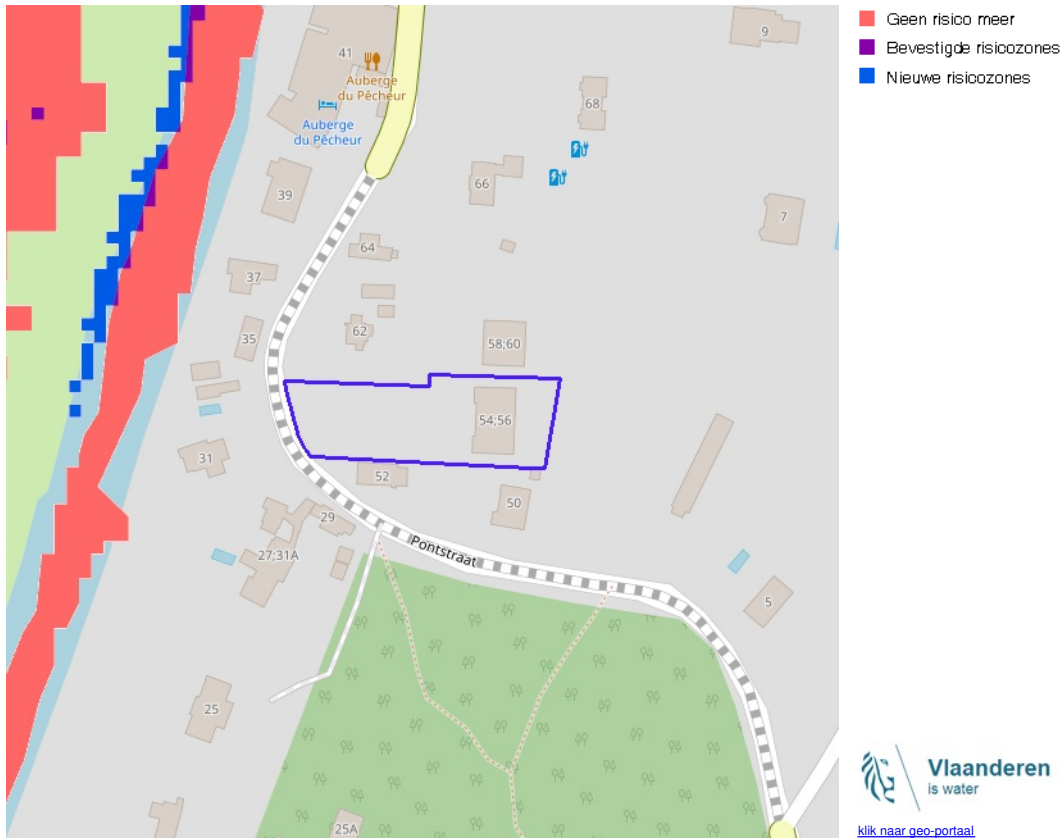 Geen risico meer
Bevestigde risicozones
Nieuwe risicozones
9
41
Auberge
du Pêcheur
Auberge
du Pêcheur
68
66
39
7
64
37
62
35
58;60
54;56
31
52
50
29
Pontstraat
27;31A
5
25
25A
Vlaanderen
is water
klik naar geo-portaal